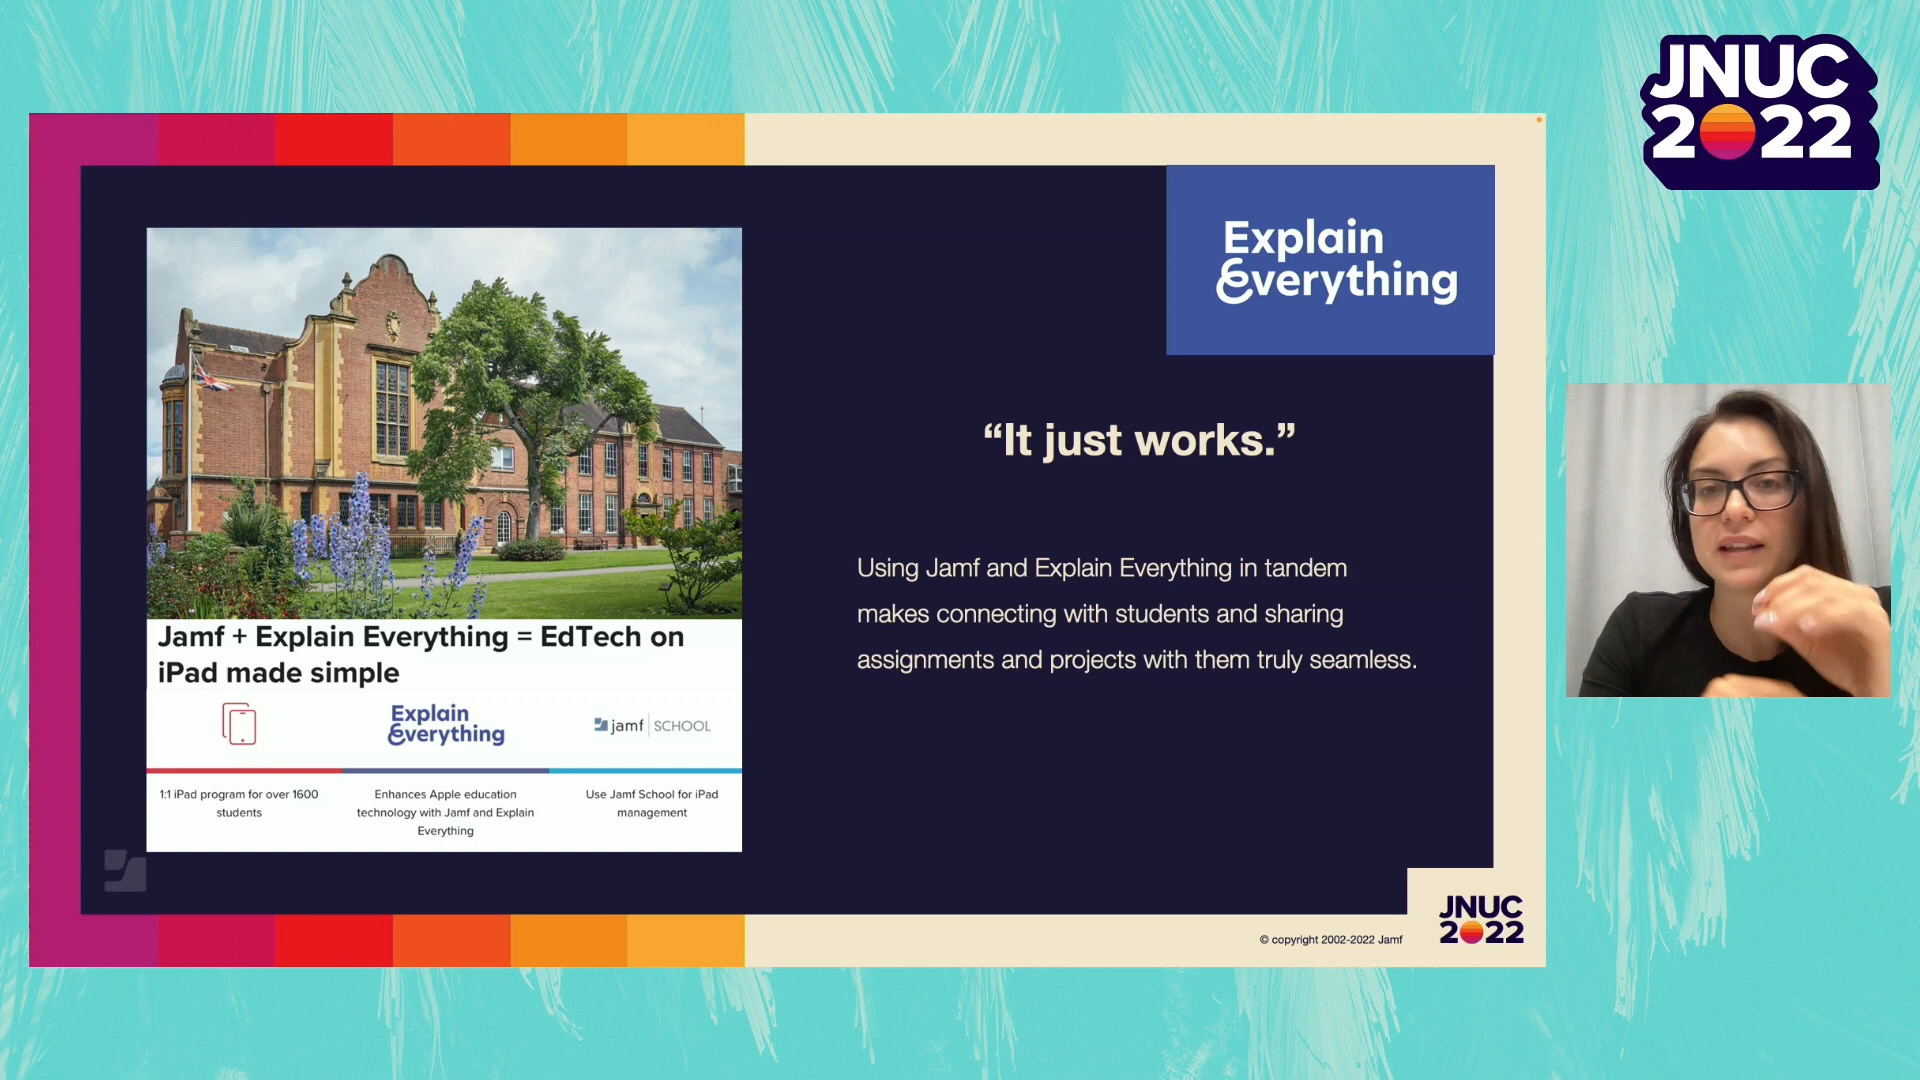 JNUC
2022
Explain
Everything
“It just works.”
Using Jamf and Explain Everything in tandem
makes connecting with students and sharing
assignments and projects with them truly seamless.
Jamf + Explain Everything = EdTech on
iPad made simple
Explain
Everything
jamf | SCHOOL
1:1 iPad program for over 1600
students
Enhances Apple education
technology with Jamf and Explain
Everything
Use Jamf School for iPad
management
© copyright 2002-2022 Jamf
JNUC
2022